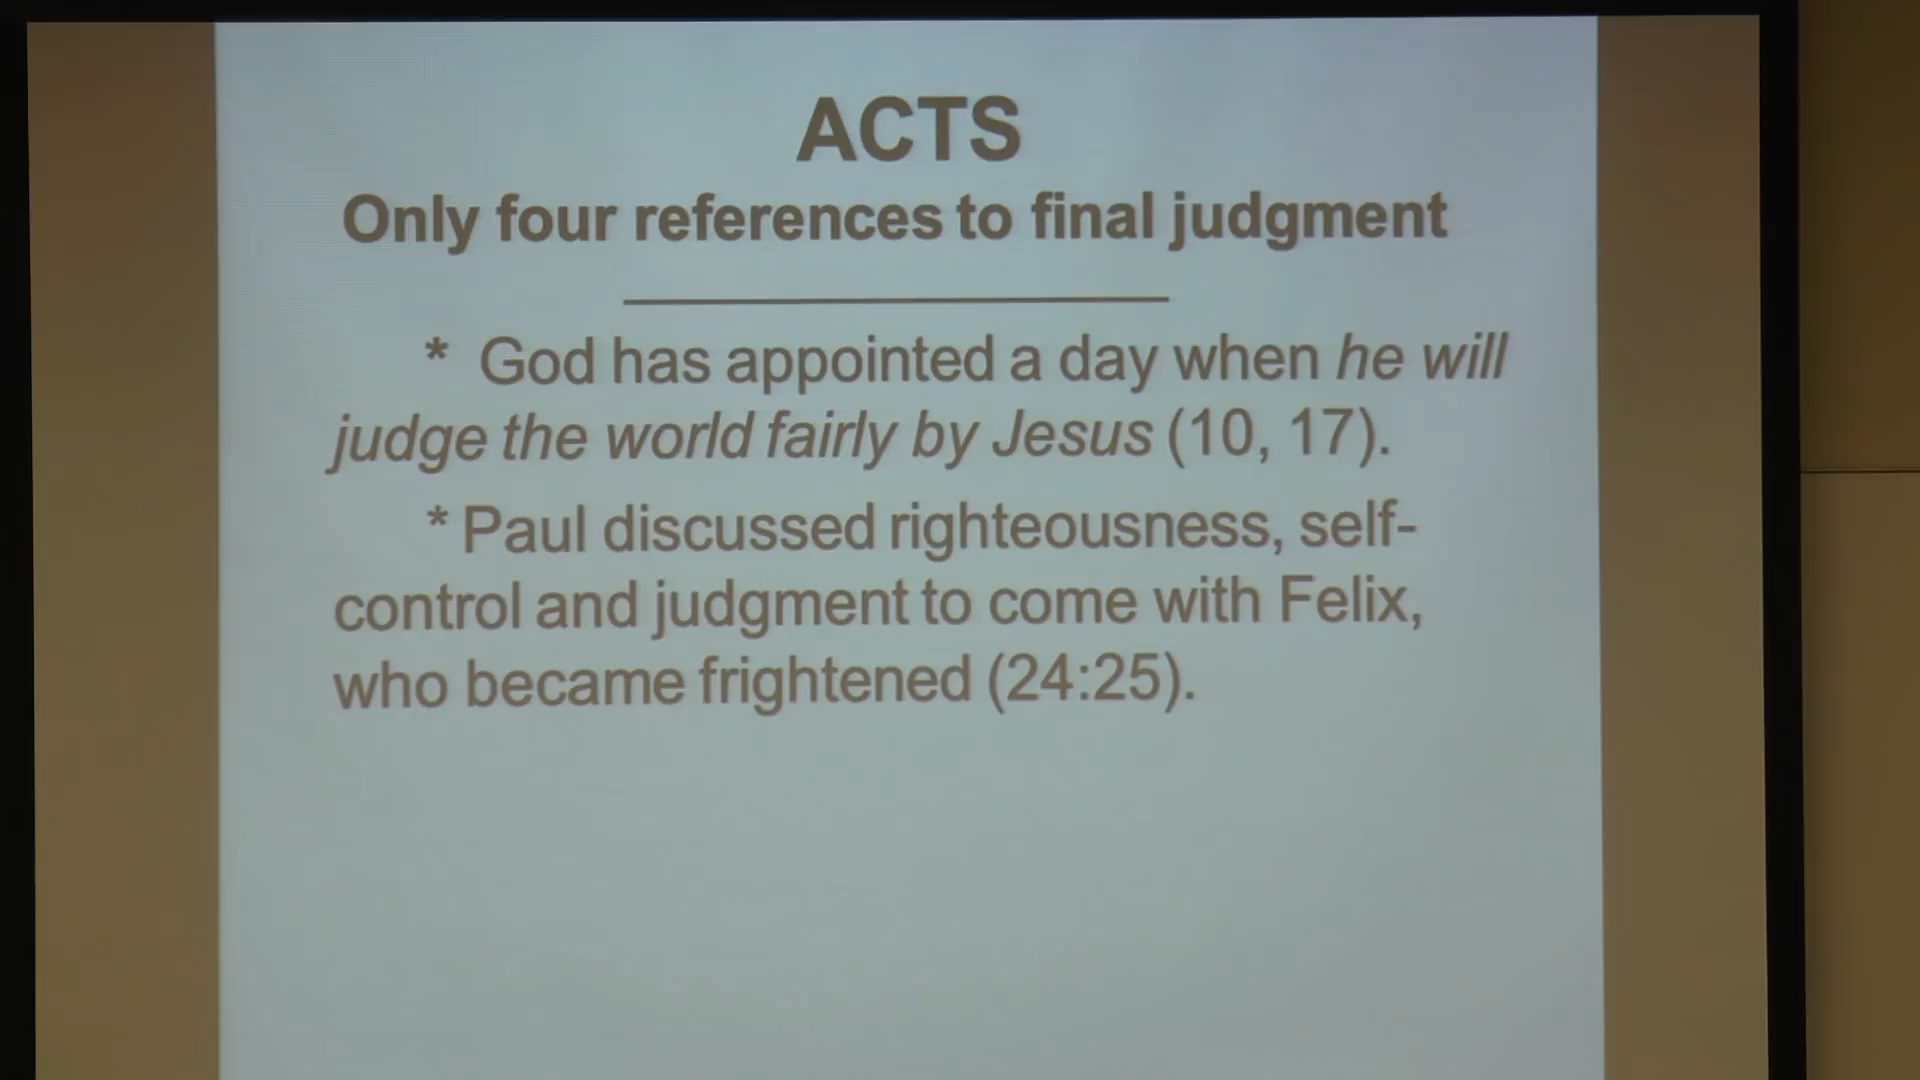 ACTS
Only four references to final judgment
* God has appointed a day when he will
judge the world fairly by Jesus (10, 17).
* Paul discussed righteousness, self-
control and judgment to come with Felix,
who became frightened (24:25).